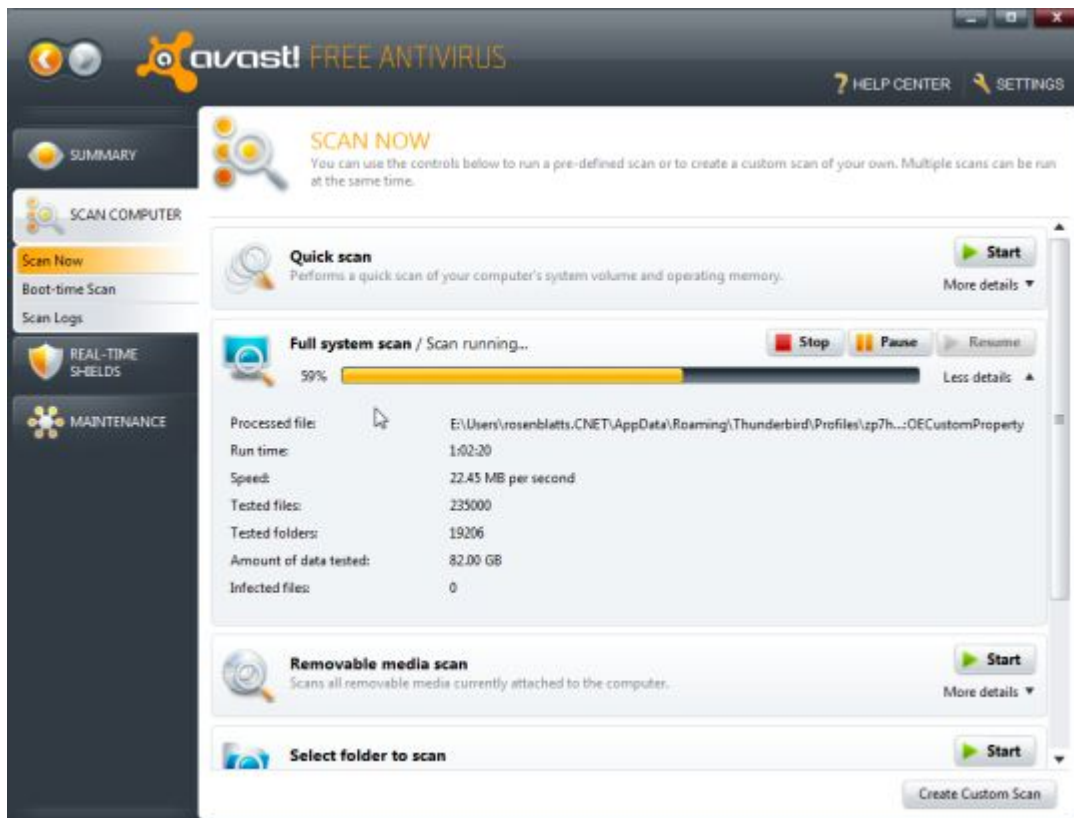 avast! FREE ANTIVIRUS
HELP CENTER
SETTINGS
SUMMARY
SCAN COMPUTER
Scan Now
Boot-time Scan
Scan Logs
REAL-TIME
SHIELDS
MAINTENANCE
SCAN NOW
You can use the controls below to run a pre-defined scan or to create a custom scan of your own. Multiple scans can be run
at the same time.
Quick scan
Performs a quick scan of your computer's system volume and operating memory.
Start
More details
Full system scan / Scan running...
Stop
Pause
Resume
59%
Less details
Processed file: E:\Users\rosenblatts.CNET\AppData\Roaming\Thunderbird\Profiles\zp7h...:OECustomProperty
Run time: 1:02:20
Speed: 22.45 MB per second
Tested files: 235000
Tested folders: 19206
Amount of data tested: 82.00 GB
Infected files: 0
Removable media scan
Scans all removable media currently attached to the computer.
Start
More details
Select folder to scan
Start
Create Custom Scan